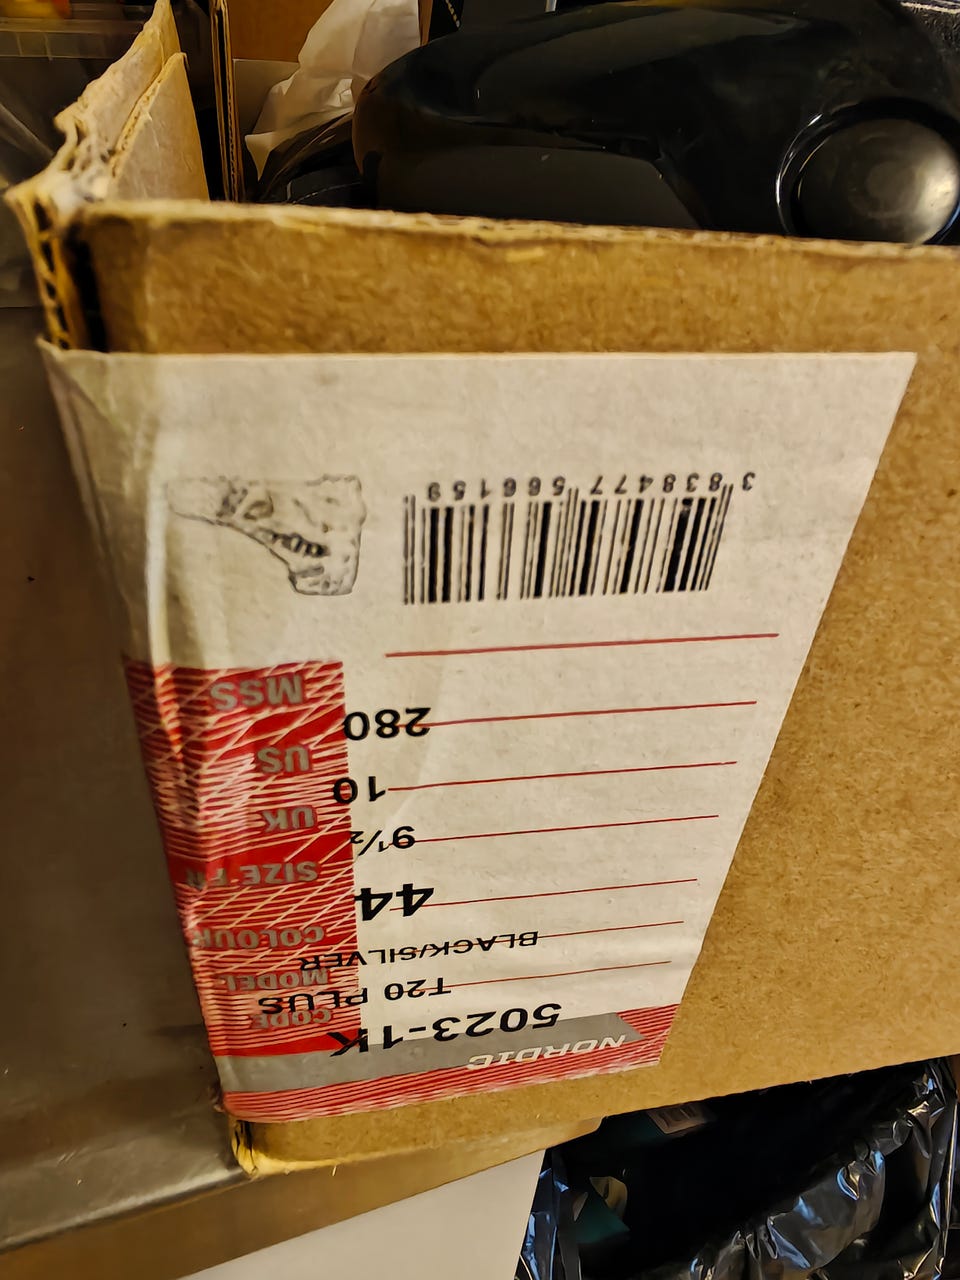 NORDIC
5023-1K CODE
T20 PLUS MODEL
BLACK/SILVER COLOUR
44 SIZE FR
9½ UK
10 US
280 MSS
3 838477 566159